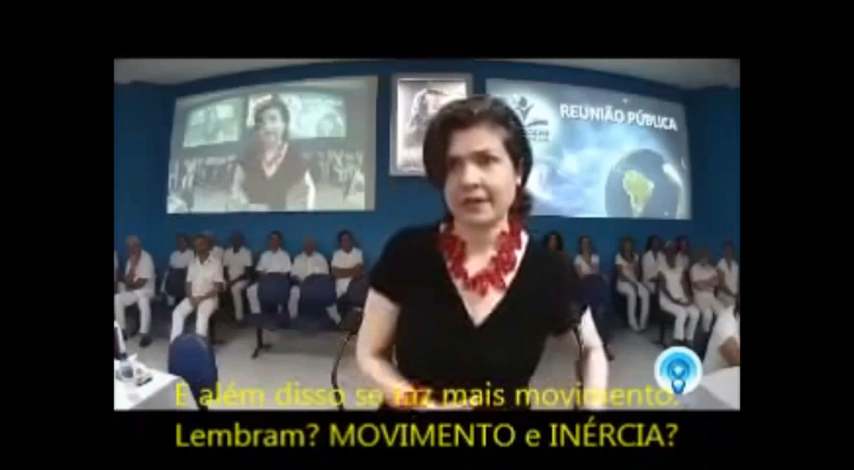 REUNIÃO PÚBLICA
E além disso se faz mais movimento.
Lembram? MOVIMENTO e INÉRCIA?